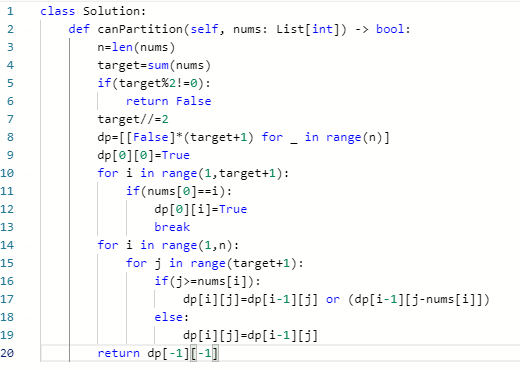 1 class Solution:
2     def canPartition(self, nums: List[int]) -> bool:
3         n=len(nums)
4         target=sum(nums)
5         if(target%2!=0):
6             return False
7         target//=2
8         dp=[[False]*(target+1) for _ in range(n)]
9         dp[0][0]=True
10         for i in range(1,target+1):
11             if(nums[0]==i):
12                 dp[0][i]=True
13                 break
14         for i in range(1,n):
15             for j in range(target+1):
16                 if(j>=nums[i]):
17                     dp[i][j]=dp[i-1][j] or (dp[i-1][j-nums[i]])
18                 else:
19                     dp[i][j]=dp[i-1][j]
20         return dp[-1][-1]